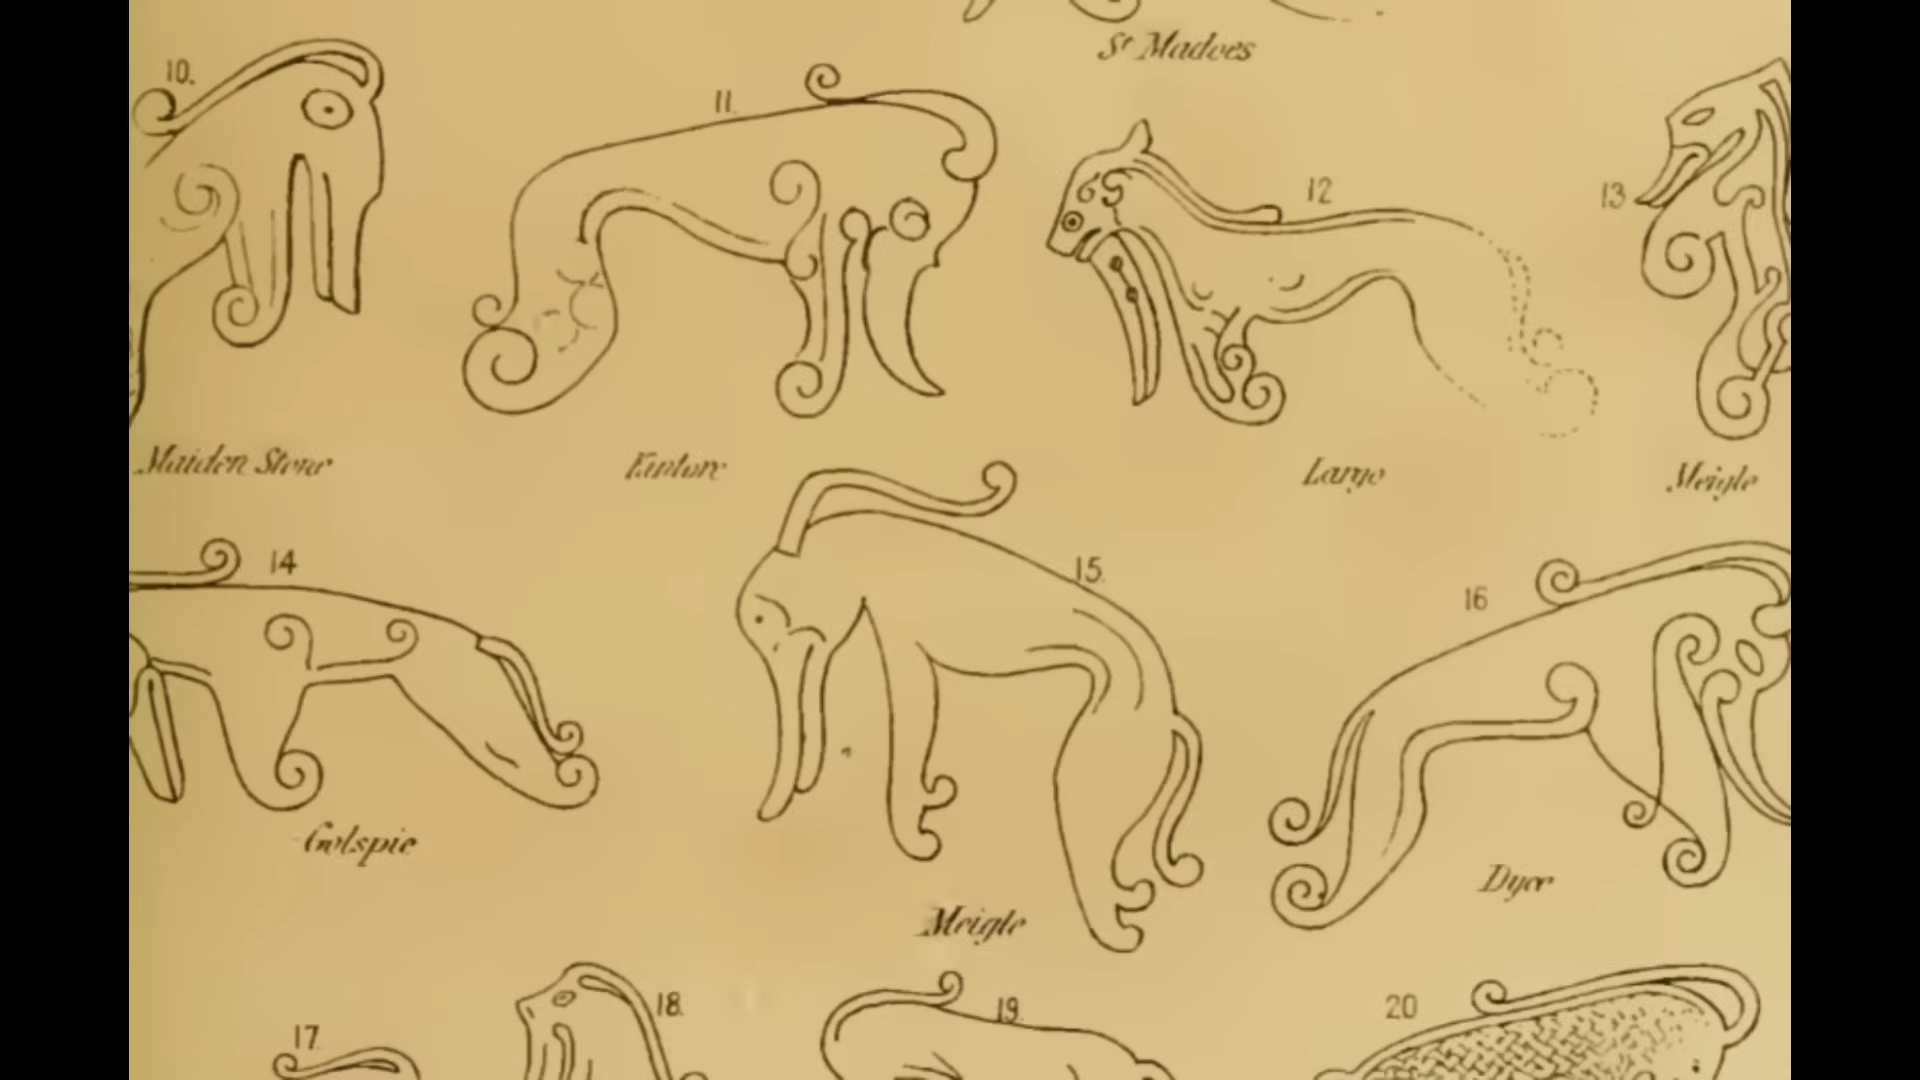 St Madoes
10.
11.
12
13
Maiden Stone
Kintore
Largo
Meigle
14
15.
16
Golspie
Dyce
Meigle
17.
18.
19.
20